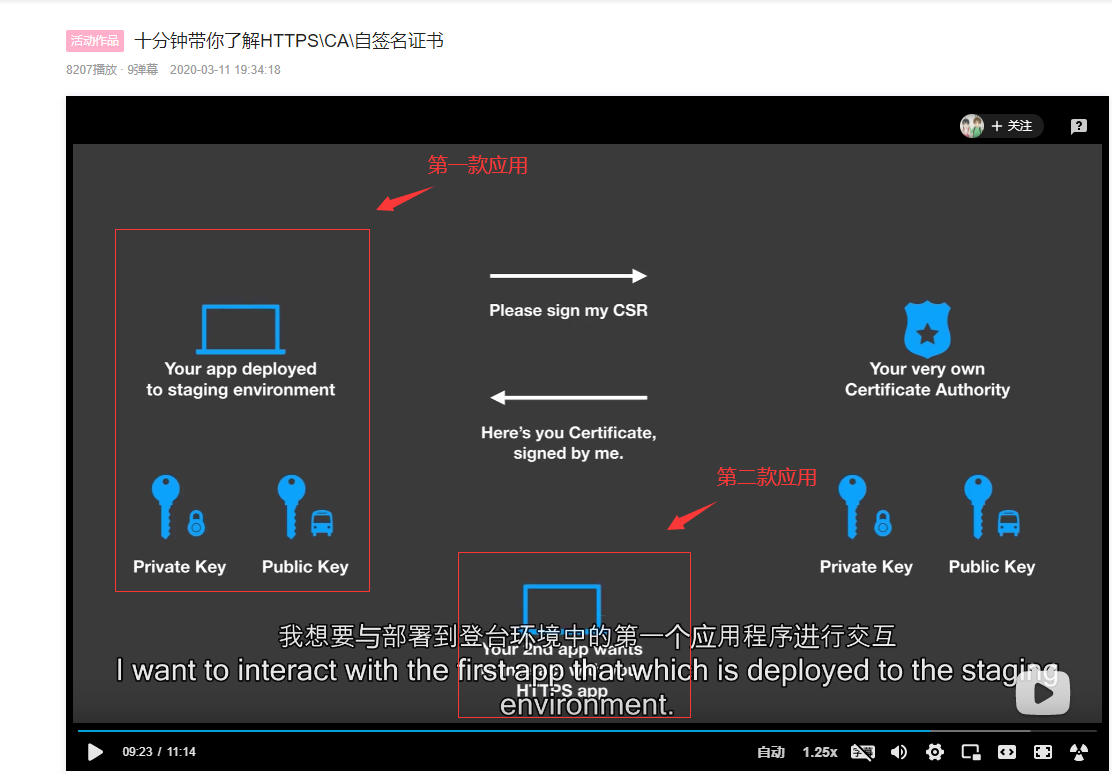 活动作品 十分钟带你了解HTTPS\CA\自签名证书
8207播放 · 9弹幕 2020-03-11 19:34:18
+ 关注
第一款应用
Please sign my CSR
Your app deployed
to staging environment
Your very own
Certificate Authority
Here's you Certificate,
signed by me.
第二款应用
Private Key
Public Key
Private Key
Public Key
我想要与部署到登台环境中的第一个应用程序进行交互
Your 2nd app wants
I want to interact with the first app that which is deployed to the staging
HTTPS app
environment.
09:23 / 11:14
自动 1.25x